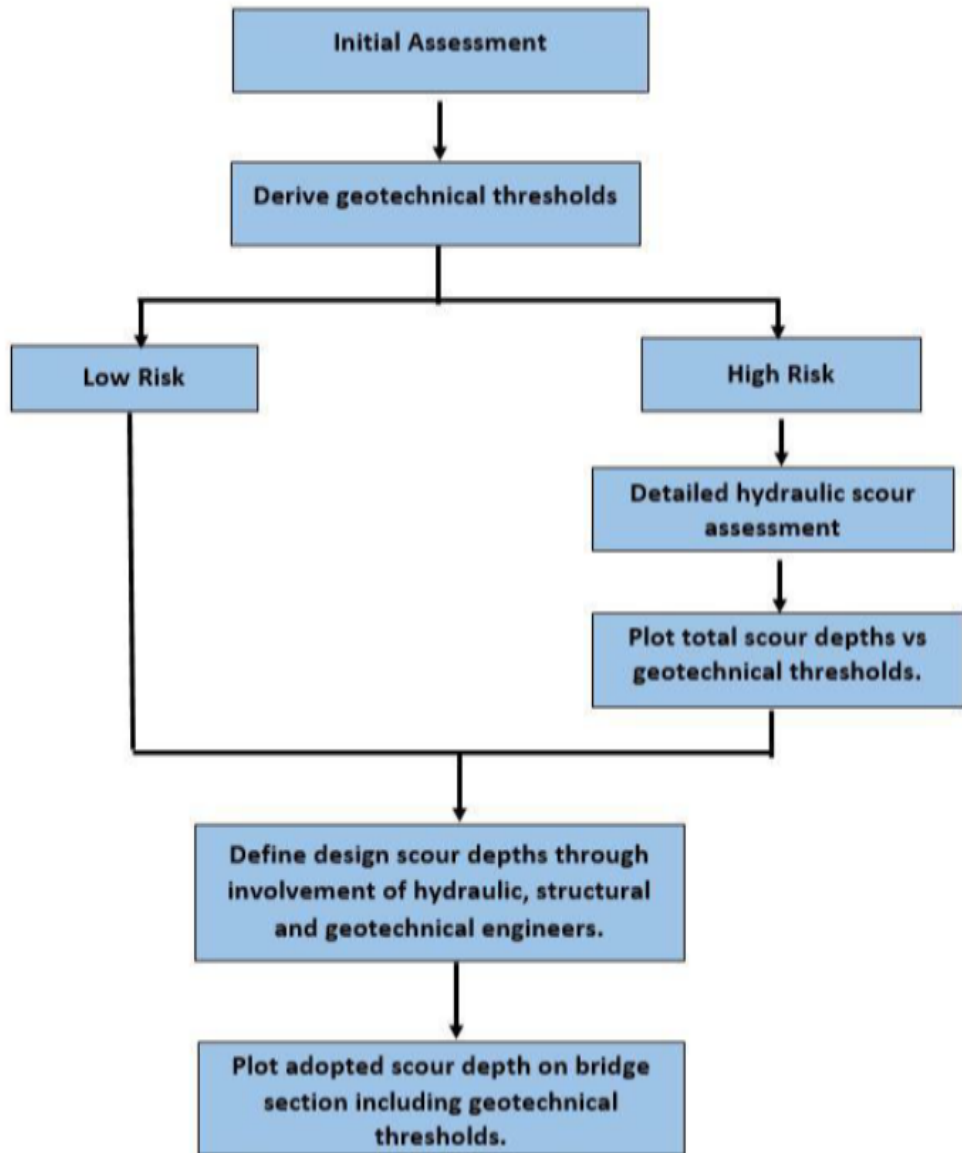 Initial Assessment
Derive geotechnical thresholds
Low Risk
High Risk
Detailed hydraulic scour
assessment
Plot total scour depths vs
geotechnical thresholds.
Define design scour depths through
involvement of hydraulic, structural
and geotechnical engineers.
Plot adopted scour depth on bridge
section including geotechnical
thresholds.